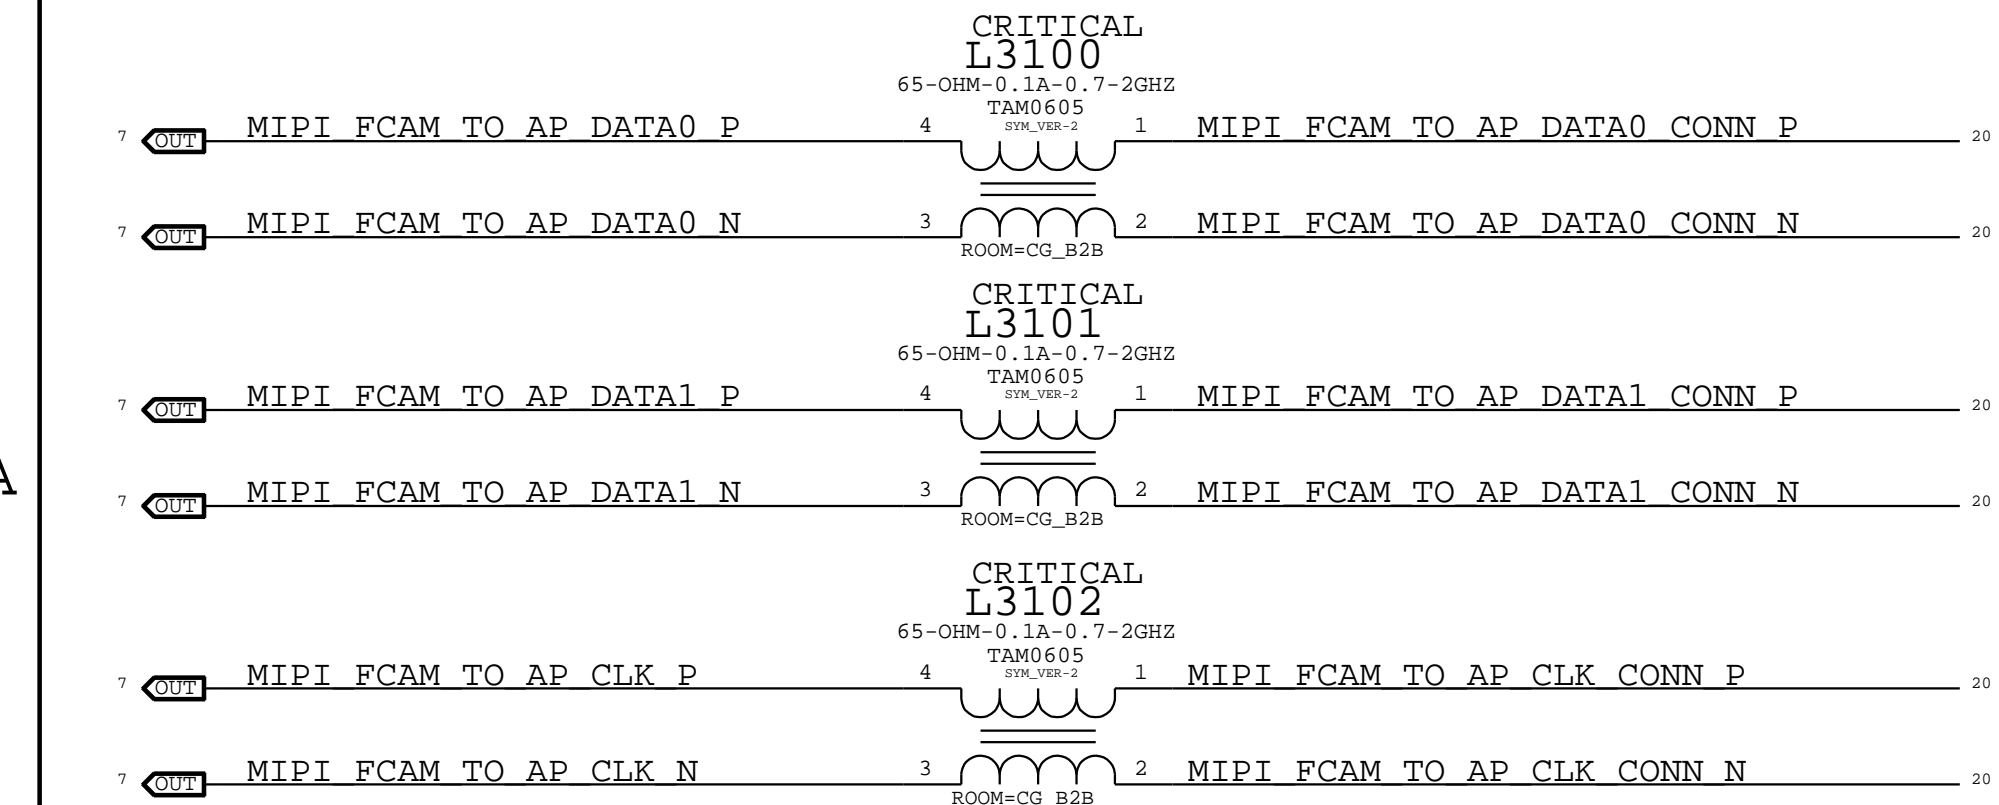 CRITICAL
L3100
65-OHM-0.1A-0.7-2GHZ
TAM0605
7 OUT MIPI_FCAM_TO_AP_DATA0_P 4 SYM_VER-2 1 MIPI_FCAM_TO_AP_DATA0_CONN_P 20
7 OUT MIPI_FCAM_TO_AP_DATA0_N 3 2 MIPI_FCAM_TO_AP_DATA0_CONN_N 20
ROOM=CG_B2B
CRITICAL
L3101
65-OHM-0.1A-0.7-2GHZ
TAM0605
7 OUT MIPI_FCAM_TO_AP_DATA1_P 4 SYM_VER-2 1 MIPI_FCAM_TO_AP_DATA1_CONN_P 20
A
7 OUT MIPI_FCAM_TO_AP_DATA1_N 3 2 MIPI_FCAM_TO_AP_DATA1_CONN_N 20
ROOM=CG_B2B
CRITICAL
L3102
65-OHM-0.1A-0.7-2GHZ
TAM0605
7 OUT MIPI_FCAM_TO_AP_CLK_P 4 SYM_VER-2 1 MIPI_FCAM_TO_AP_CLK_CONN_P 20
7 OUT MIPI_FCAM_TO_AP_CLK_N 3 2 MIPI_FCAM_TO_AP_CLK_CONN_N 20
ROOM=CG_B2B